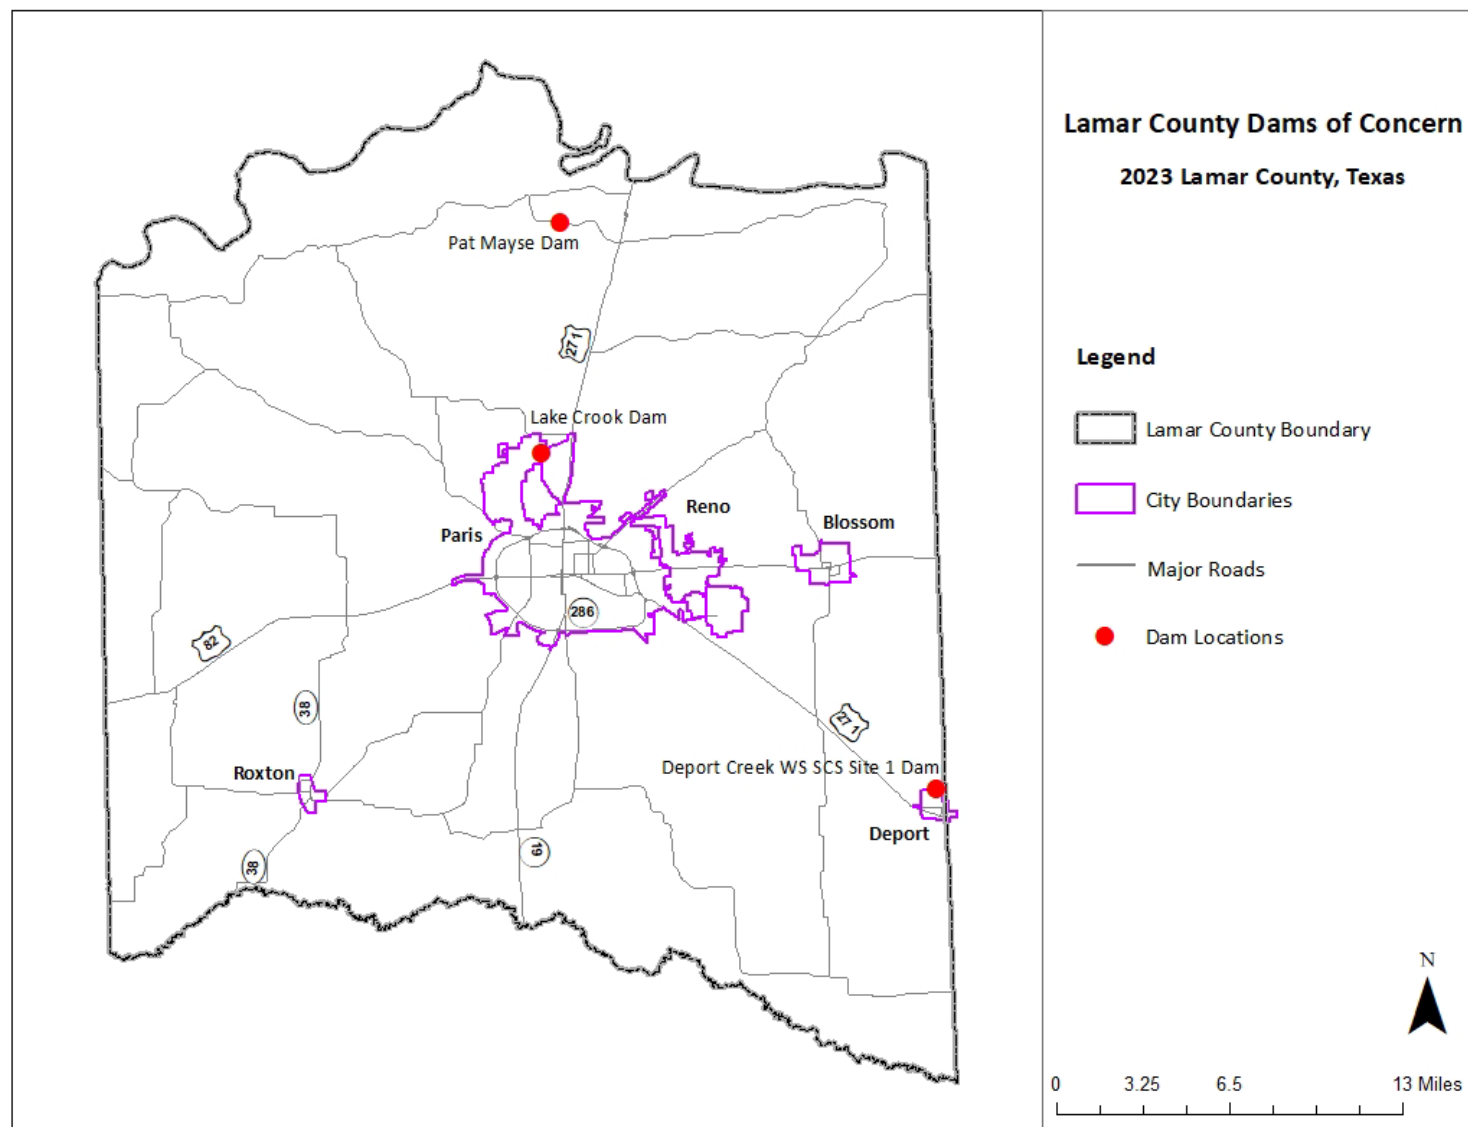 Lamar County Dams of Concern
2023 Lamar County, Texas
Pat Mayse Dam
271
Lake Crook Dam
Reno
Blossom
Paris
286
82
38
271
Deport Creek WS SCS Site 1 Dam
Roxton
Deport
19
38
Legend
Lamar County Boundary
City Boundaries
Major Roads
Dam Locations
N
0 3.25 6.5 13 Miles